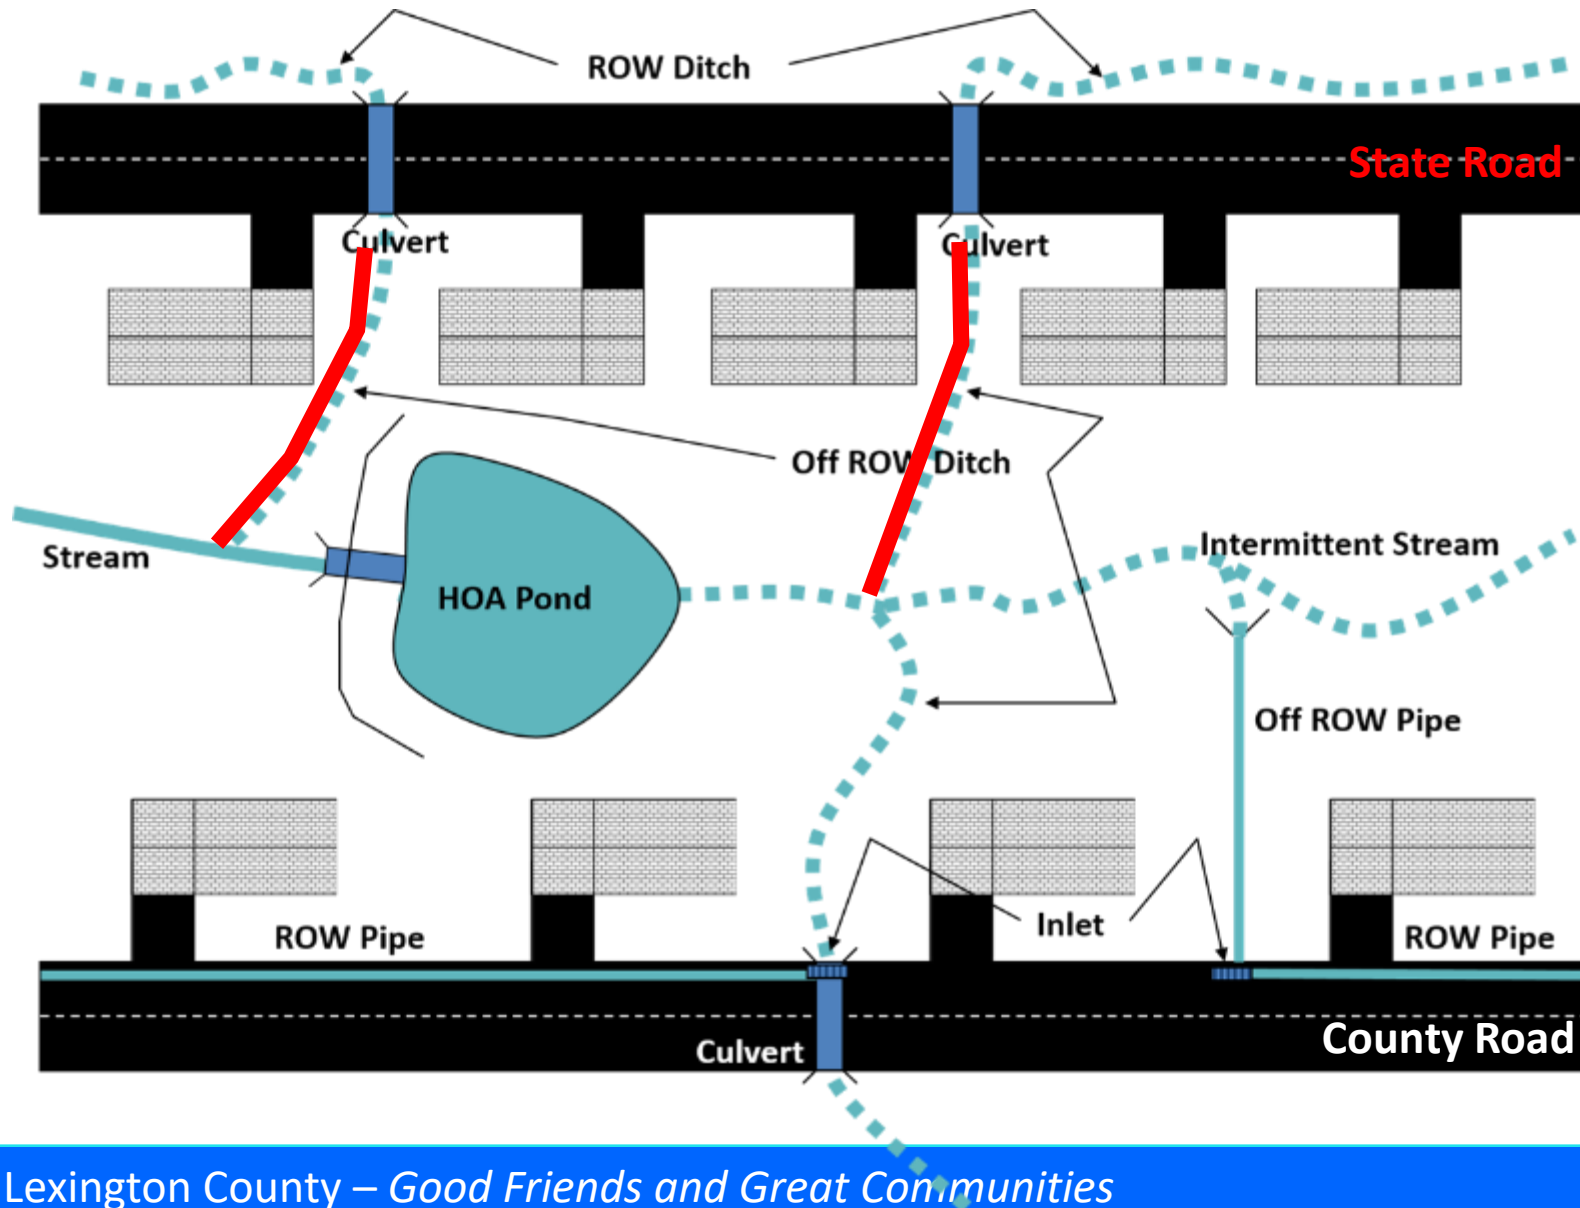 ROW Ditch
State Road
Culvert
Culvert
Off ROW Ditch
Stream
Intermittent Stream
HOA Pond
Off ROW Pipe
Inlet
ROW Pipe
ROW Pipe
Culvert
County Road
Lexington County – Good Friends and Great Communities